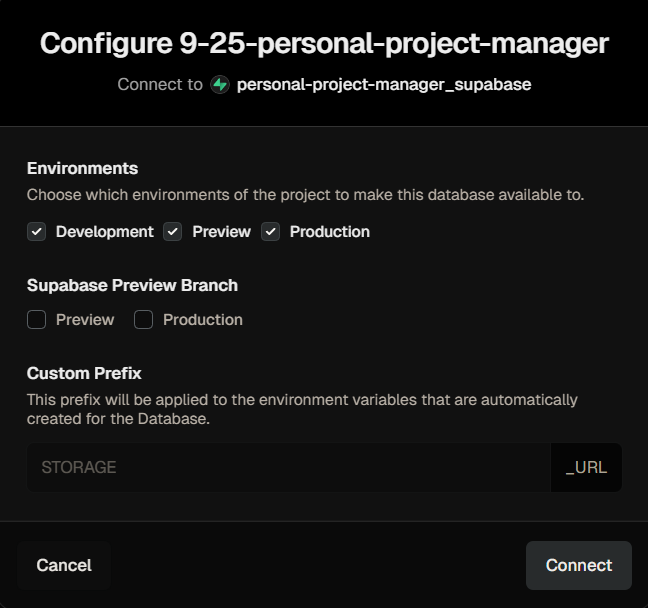 Configure 9-25-personal-project-manager
Connect to personal-project-manager_supabase
Environments
Choose which environments of the project to make this database available to.
Development Preview Production
Supabase Preview Branch
Preview Production
Custom Prefix
This prefix will be applied to the environment variables that are automatically
created for the Database.
STORAGE _URL
Cancel Connect